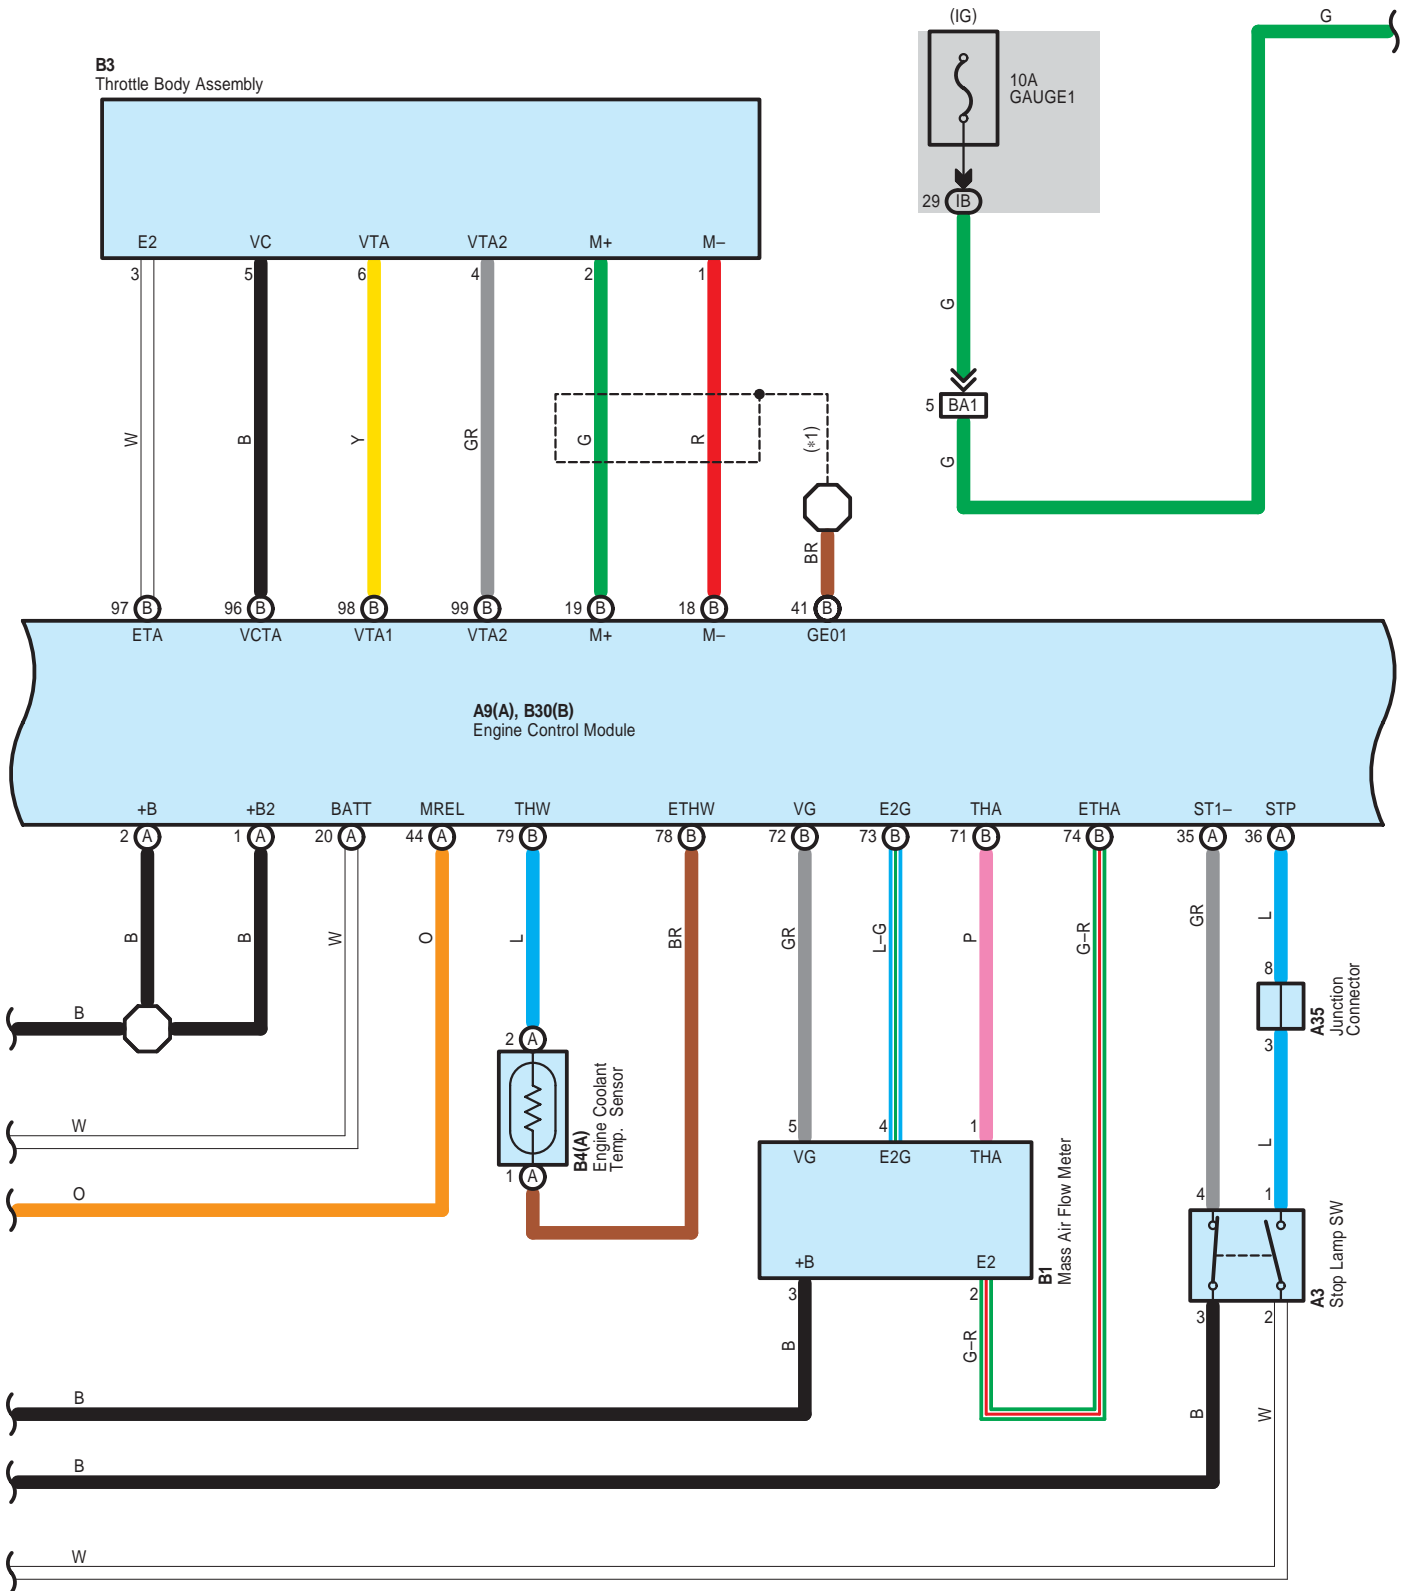 (IG)
G
B3
Throttle Body Assembly
10A
GAUGE1
29 IB
E2 VC VTA VTA2 M+ M–
3 5 6 4 2 1
G
5 BA1
W B Y GR G R (*1)
G
BR
97 B 96 B 98 B 99 B 19 B 18 B 41 B
ETA VCTA VTA1 VTA2 M+ M– GE01
A9(A), B30(B)
Engine Control Module
+B +B2 BATT MREL THW ETHW VG E2G THA ETHA ST1– STP
2 A 1 A 20 A 44 A 79 B 78 B 72 B 73 B 71 B 74 B 35 A 36 A
B B W O L BR GR L–G P G–R GR L
8
A35
Junction
Connector
3
B
2 A
B4(A)
Engine Coolant
Temp. Sensor
1 A
W
O
5 4 1
VG E2G THA
+B E2
B1
Mass Air Flow Meter
3 2
B G–R
L
4 1
A3
Stop Lamp SW
3 2
B W
B
B
W